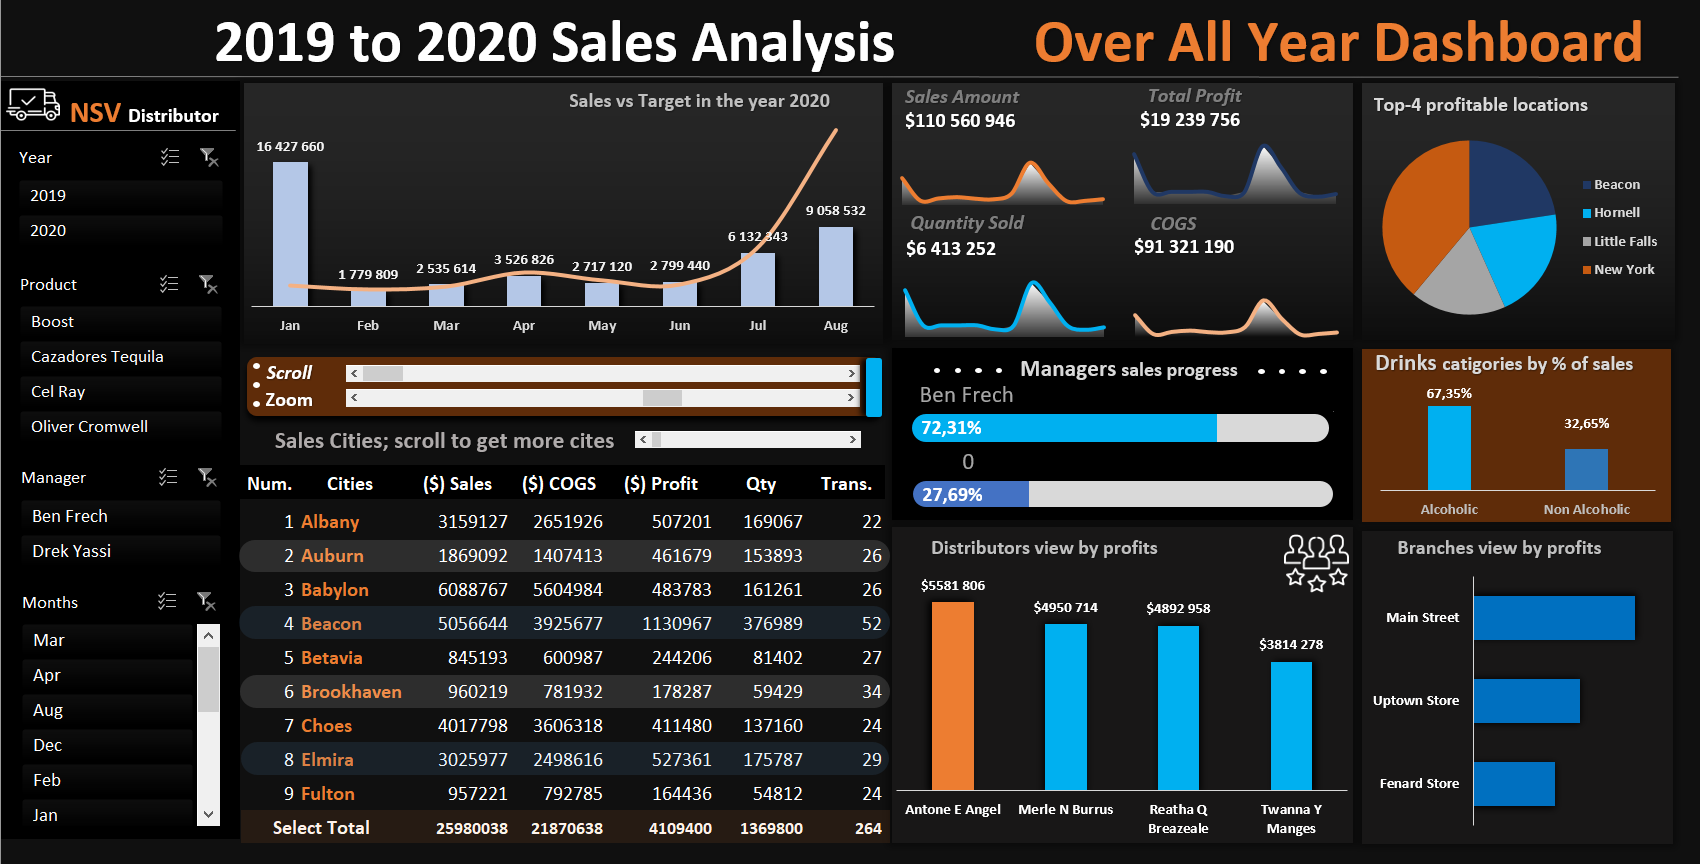 2019 to 2020 Sales Analysis
Over All Year Dashboard
NSV Distributor
Year
2019
2020
Product
Boost
Cazadores Tequila
Cel Ray
Oliver Cromwell
Manager
Ben Frech
Drek Yassi
Months
Mar
Apr
Aug
Dec
Feb
Jan
Sales vs Target in the year 2020
16 427 660
1 779 809
2 535 614
3 526 826
2 717 120
2 799 440
6 132 343
9 058 532
Jan Feb Mar Apr May Jun Jul Aug
Scroll
Zoom
Sales Cities; scroll to get more cites
Num. Cities ($) Sales ($) COGS ($) Profit Qty Trans.
1 Albany 3159127 2651926 507201 169067 22
2 Auburn 1869092 1407413 461679 153893 26
3 Babylon 6088767 5604984 483783 161261 26
4 Beacon 5056644 3925677 1130967 376989 52
5 Betavia 845193 600987 244206 81402 27
6 Brookhaven 960219 781932 178287 59429 34
7 Choes 4017798 3606318 411480 137160 24
8 Elmira 3025977 2498616 527361 175787 29
9 Fulton 957221 792785 164436 54812 24
Select Total 25980038 21870638 4109400 1369800 264
Sales Amount
$110 560 946
Total Profit
$19 239 756
Quantity Sold
$6 413 252
COGS
$91 321 190
Managers sales progress
Ben Frech
72,31%
0
27,69%
Distributors view by profits
$5581 806
$4950 714
$4892 958
$3814 278
Antone E Angel
Merle N Burrus
Reatha Q
Breazeale
Twanna Y
Manges
Top-4 profitable locations
Beacon
Hornell
Little Falls
New York
Drinks catigories by % of sales
67,35%
32,65%
Alcoholic
Non Alcoholic
Branches view by profits
Main Street
Uptown Store
Fenard Store